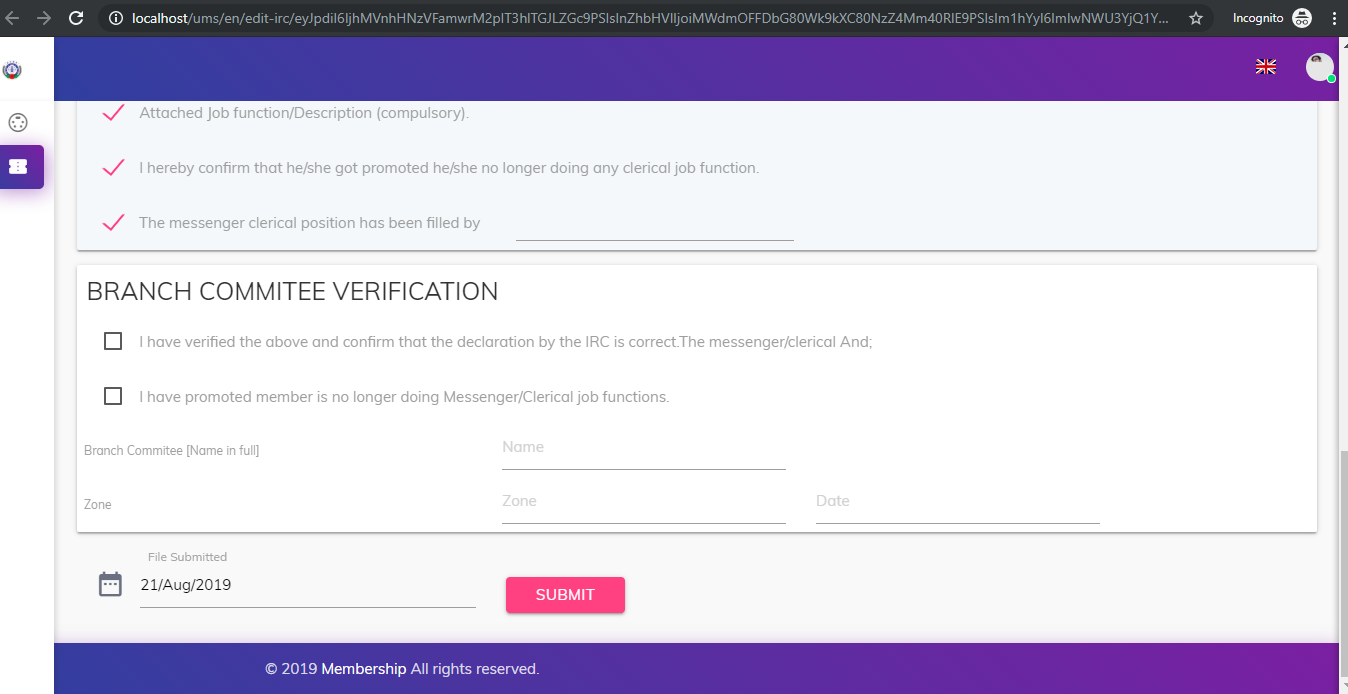 localhost/ums/en/edit-irc/eyJpdiI6IjhMVnhHNzVFamwrM2plT3hITGJLZGc9PSIsInZhbHVlIjoiMWdmOFFDbG80Wk9kXC80NzZ4Mm40RlE9PSIsIm1hYyI6ImIwNWU3YjQ1Y...
Incognito
Attached Job function/Description (compulsory).
I hereby confirm that he/she got promoted he/she no longer doing any clerical job function.
The messenger clerical position has been filled by
BRANCH COMMITEE VERIFICATION
I have verified the above and confirm that the declaration by the IRC is correct.The messenger/clerical And;
I have promoted member is no longer doing Messenger/Clerical job functions.
Branch Commitee [Name in full] Name
Zone Zone Date
File Submitted
21/Aug/2019 SUBMIT
© 2019 Membership All rights reserved.